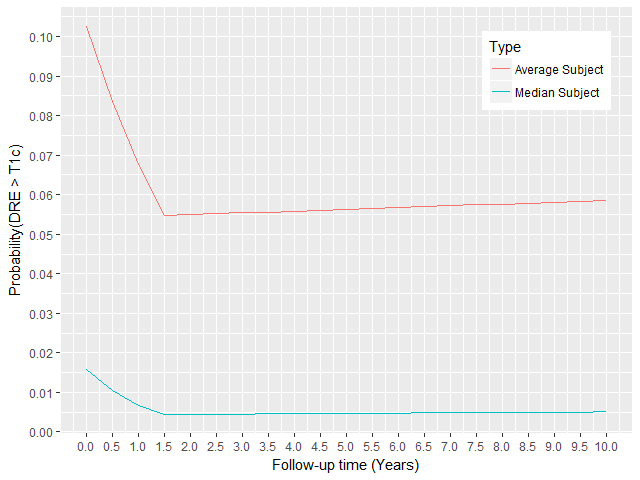 Type
Average Subject
Median Subject
Probability(DRE > T1c)
0.10
0.09
0.08
0.07
0.06
0.05
0.04
0.03
0.02
0.01
0.00
0.0 0.5 1.0 1.5 2.0 2.5 3.0 3.5 4.0 4.5 5.0 5.5 6.0 6.5 7.0 7.5 8.0 8.5 9.0 9.5 10.0
Follow-up time (Years)